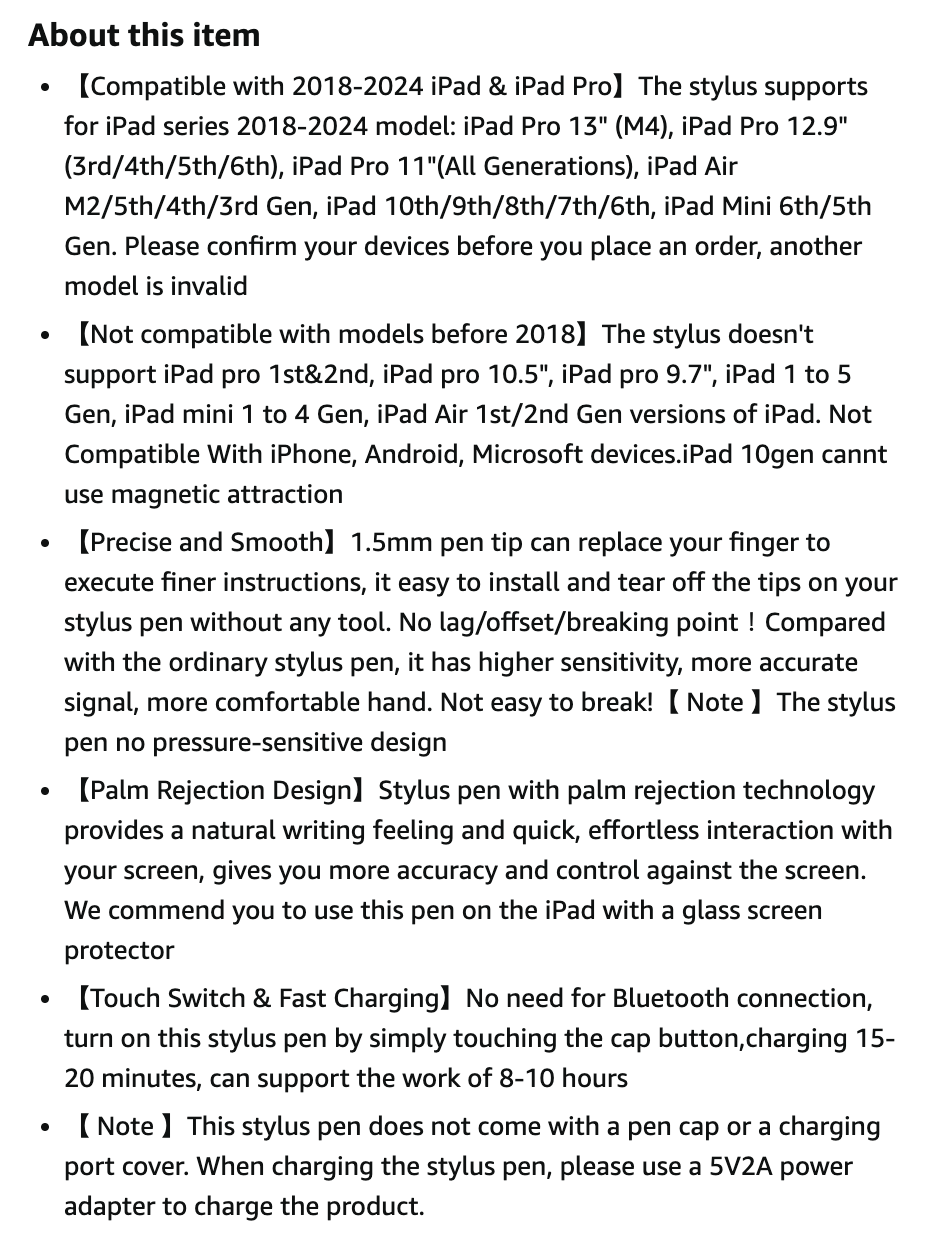 About this item
• 【Compatible with 2018-2024 iPad & iPad Pro】The stylus supports
for iPad series 2018-2024 model: iPad Pro 13" (M4), iPad Pro 12.9"
(3rd/4th/5th/6th), iPad Pro 11"(All Generations), iPad Air
M2/5th/4th/3rd Gen, iPad 10th/9th/8th/7th/6th, iPad Mini 6th/5th
Gen. Please confirm your devices before you place an order, another
model is invalid
• 【Not compatible with models before 2018】The stylus doesn't
support iPad pro 1st&2nd, iPad pro 10.5", iPad pro 9.7", iPad 1 to 5
Gen, iPad mini 1 to 4 Gen, iPad Air 1st/2nd Gen versions of iPad. Not
Compatible With iPhone, Android, Microsoft devices.iPad 10gen cannt
use magnetic attraction
• 【Precise and Smooth】1.5mm pen tip can replace your finger to
execute finer instructions, it easy to install and tear off the tips on your
stylus pen without any tool. No lag/offset/breaking point！Compared
with the ordinary stylus pen, it has higher sensitivity, more accurate
signal, more comfortable hand. Not easy to break!【 Note 】The stylus
pen no pressure-sensitive design
• 【Palm Rejection Design】Stylus pen with palm rejection technology
provides a natural writing feeling and quick, effortless interaction with
your screen, gives you more accuracy and control against the screen.
We commend you to use this pen on the iPad with a glass screen
protector
• 【Touch Switch & Fast Charging】No need for Bluetooth connection,
turn on this stylus pen by simply touching the cap button,charging 15-
20 minutes, can support the work of 8-10 hours
• 【 Note 】This stylus pen does not come with a pen cap or a charging
port cover. When charging the stylus pen, please use a 5V2A power
adapter to charge the product.